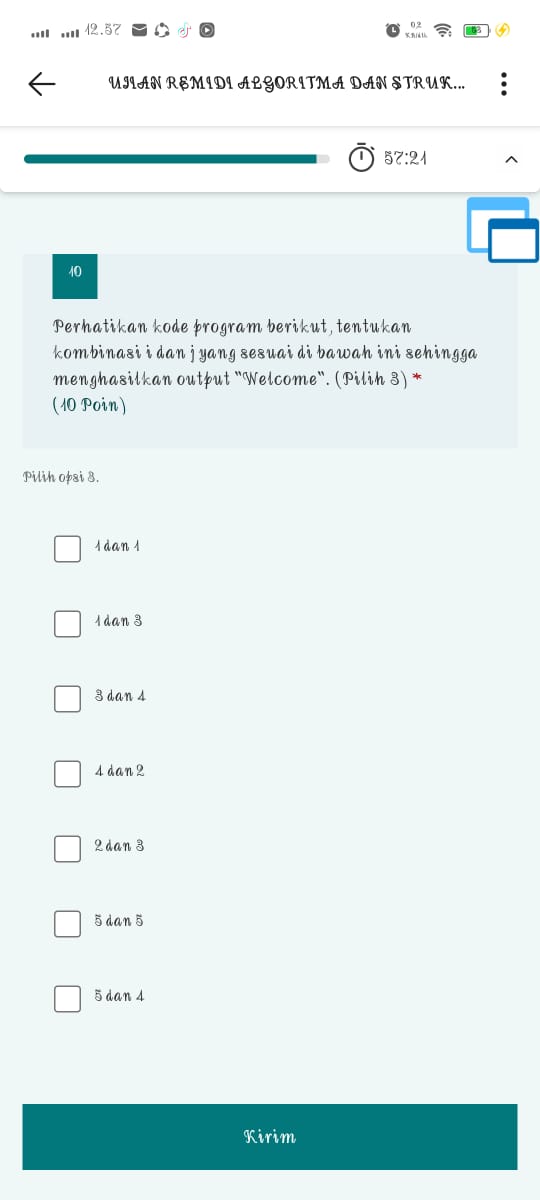 12.57
0,2
UJIAN REMIDI ALGORITMA DAN STRUK...
57:21
10
Perhatikan kode program berikut, tentukan
kombinasi i dan j yang sesuai di bawah ini sehingga
menghasilkan output "Welcome". (Pilih 3) *
(10 Poin)
Pilih opsi 3.
1 dan 1
1 dan 3
3 dan 4
4 dan 2
2 dan 3
5 dan 5
5 dan 4
Kirim